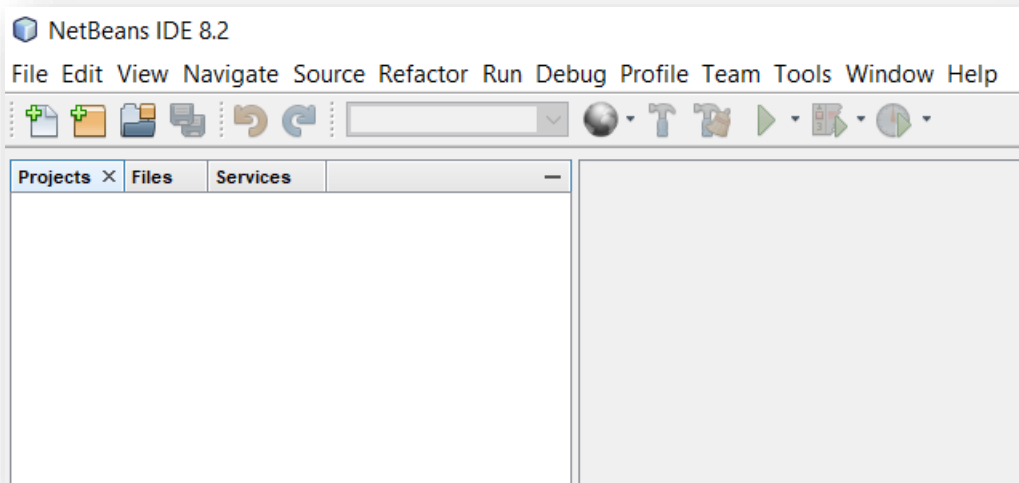 NetBeans IDE 8.2
File Edit View Navigate Source Refactor Run Debug Profile Team Tools Window Help
Projects Files Services